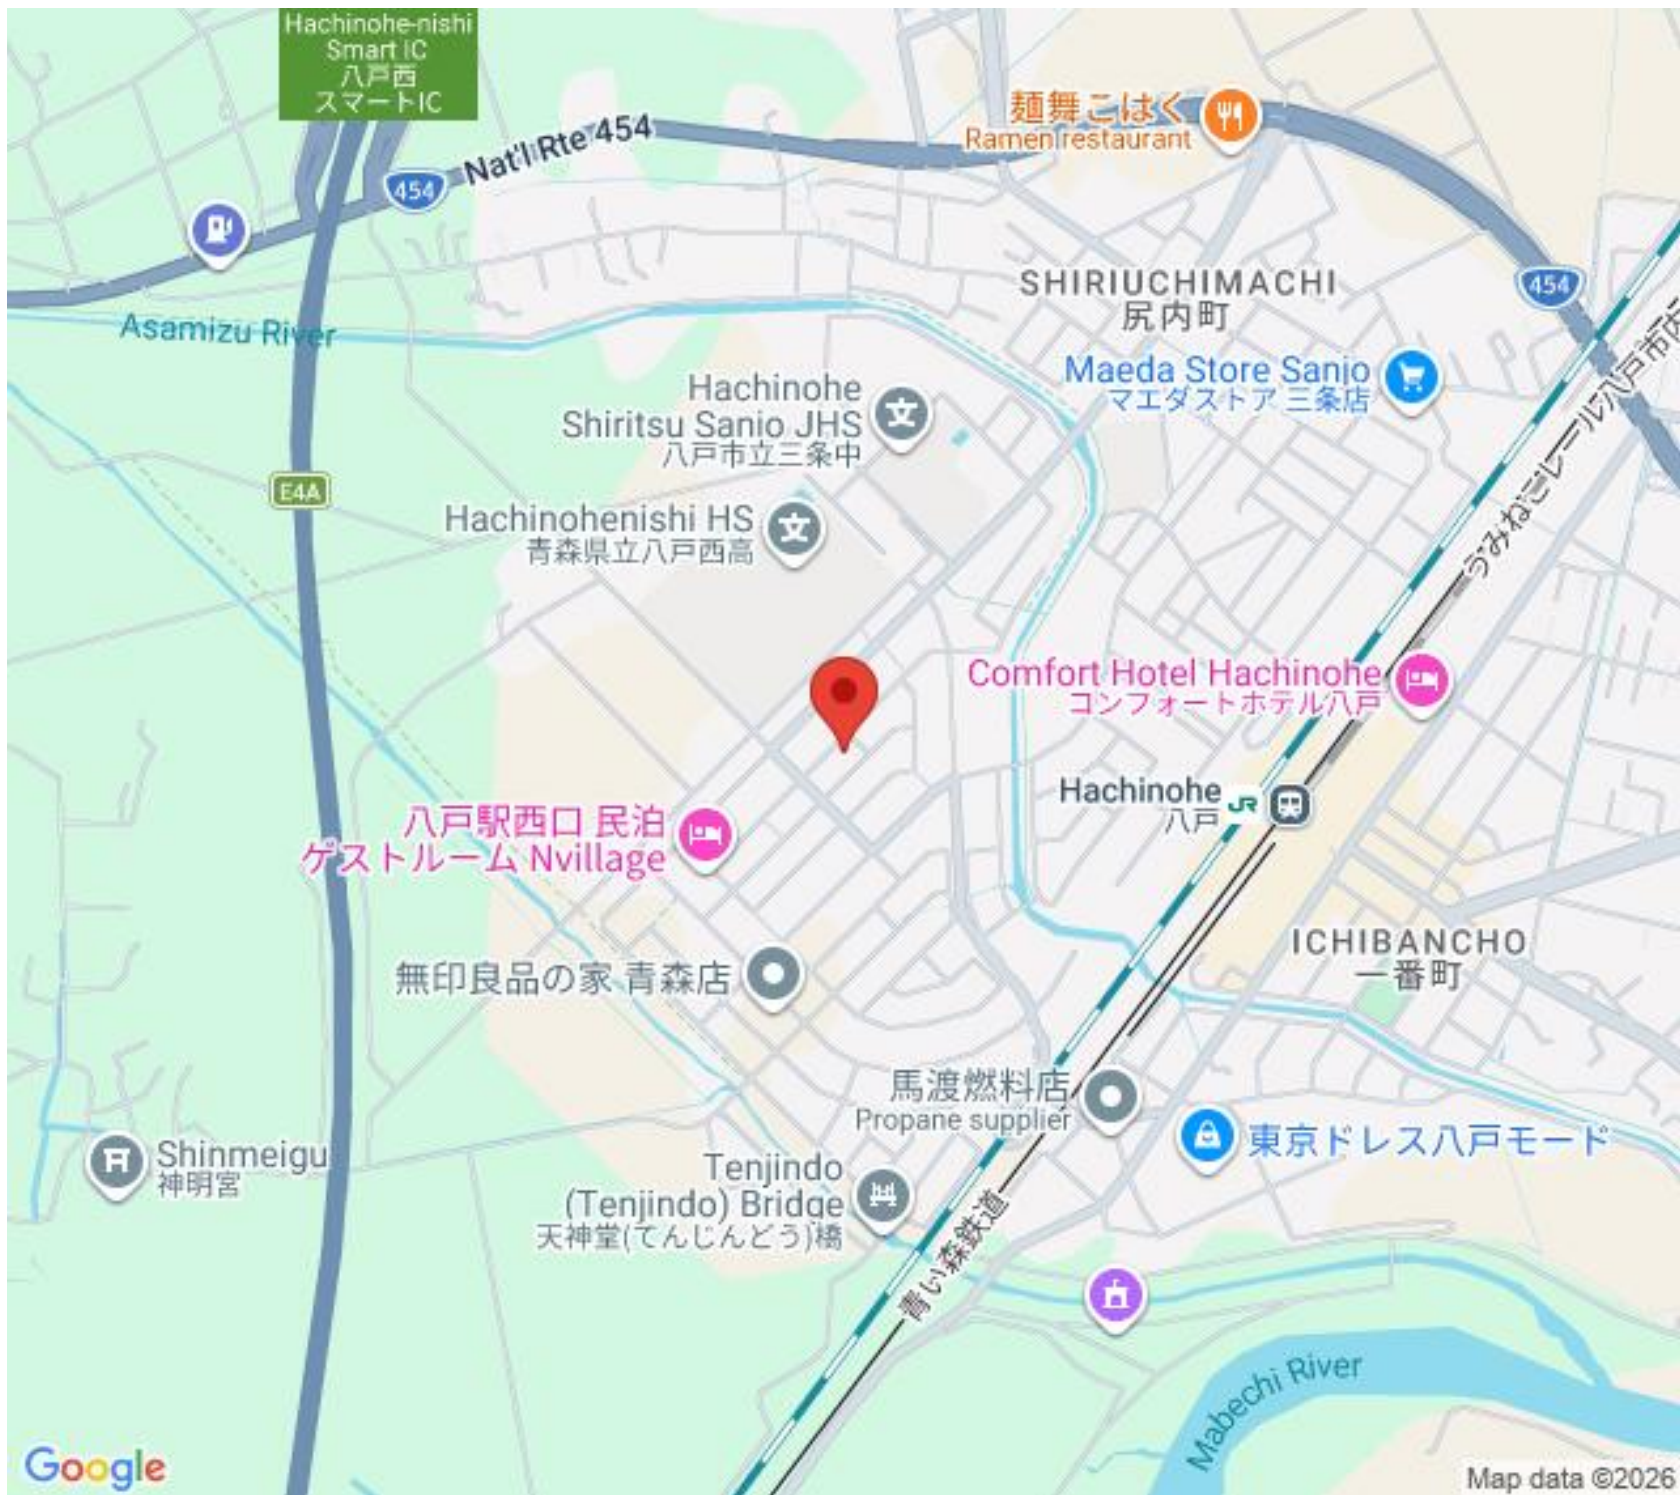 Hachinohe-nishi
Smart IC
八戸西
スマートIC
Nat'l Rte 454
454
麺舞こはく
Ramen restaurant
SHIRIUCHIMACHI
尻内町
454
Asamizu River
Hachinohe
Shiritsu Sanjo JHS
八戸市立三条中
Maeda Store Sanjo
マエダストア 三条店
うみねこレール八戸市内
E4A
Hachinohenishi HS
青森県立八戸西高
Comfort Hotel Hachinohe
コンフォートホテル八戸
Hachinohe
八戸
JR
八戸駅西口 民泊
ゲストルーム Nvillage
無印良品の家 青森店
ICHIBANCHO
一番町
馬渡燃料店
Propane supplier
東京ドレス八戸モード
Shinmeigu
神明宮
Tenjindo
(Tenjindo) Bridge
天神堂(てんじんどう)橋
青い森鉄道
Mabechi River
Google
Map data ©2026